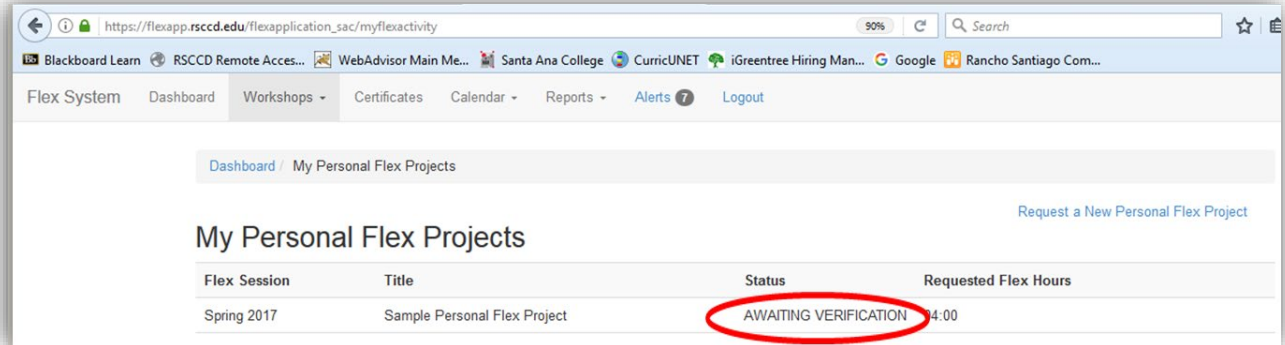 https://flexapp.rsccd.edu/flexapplication_sac/myflexactivity 90% Search
Bb Blackboard Learn RSCCD Remote Acces... WebAdvisor Main Me... Santa Ana College CurricUNET iGreentree Hiring Man... G Google Rancho Santiago Com...
Flex System Dashboard Workshops Certificates Calendar Reports Alerts 7 Logout
Dashboard / My Personal Flex Projects
Request a New Personal Flex Project
My Personal Flex Projects
Flex Session Title Status Requested Flex Hours
Spring 2017 Sample Personal Flex Project AWAITING VERIFICATION 04:00